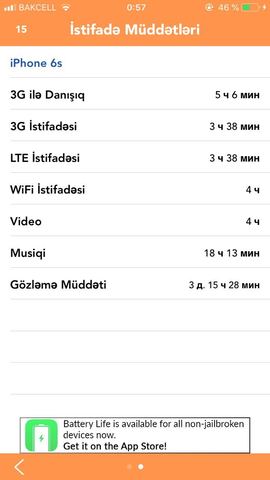 BAKCELL 0:57 46 %
15 İstifadə Müddətləri
iPhone 6s
3G ilə Danışıq 5 ч 6 мин
3G İstifadəsi 3 ч 38 мин
LTE İstifadəsi 3 ч 38 мин
WiFi İstifadəsi 4 ч
Video 4 ч
Musiqi 18 ч 13 мин
Gözləmə Müddəti 3 д. 15 ч 28 мин
Battery Life is available for all non-jailbroken
devices now.
Get it on the App Store!